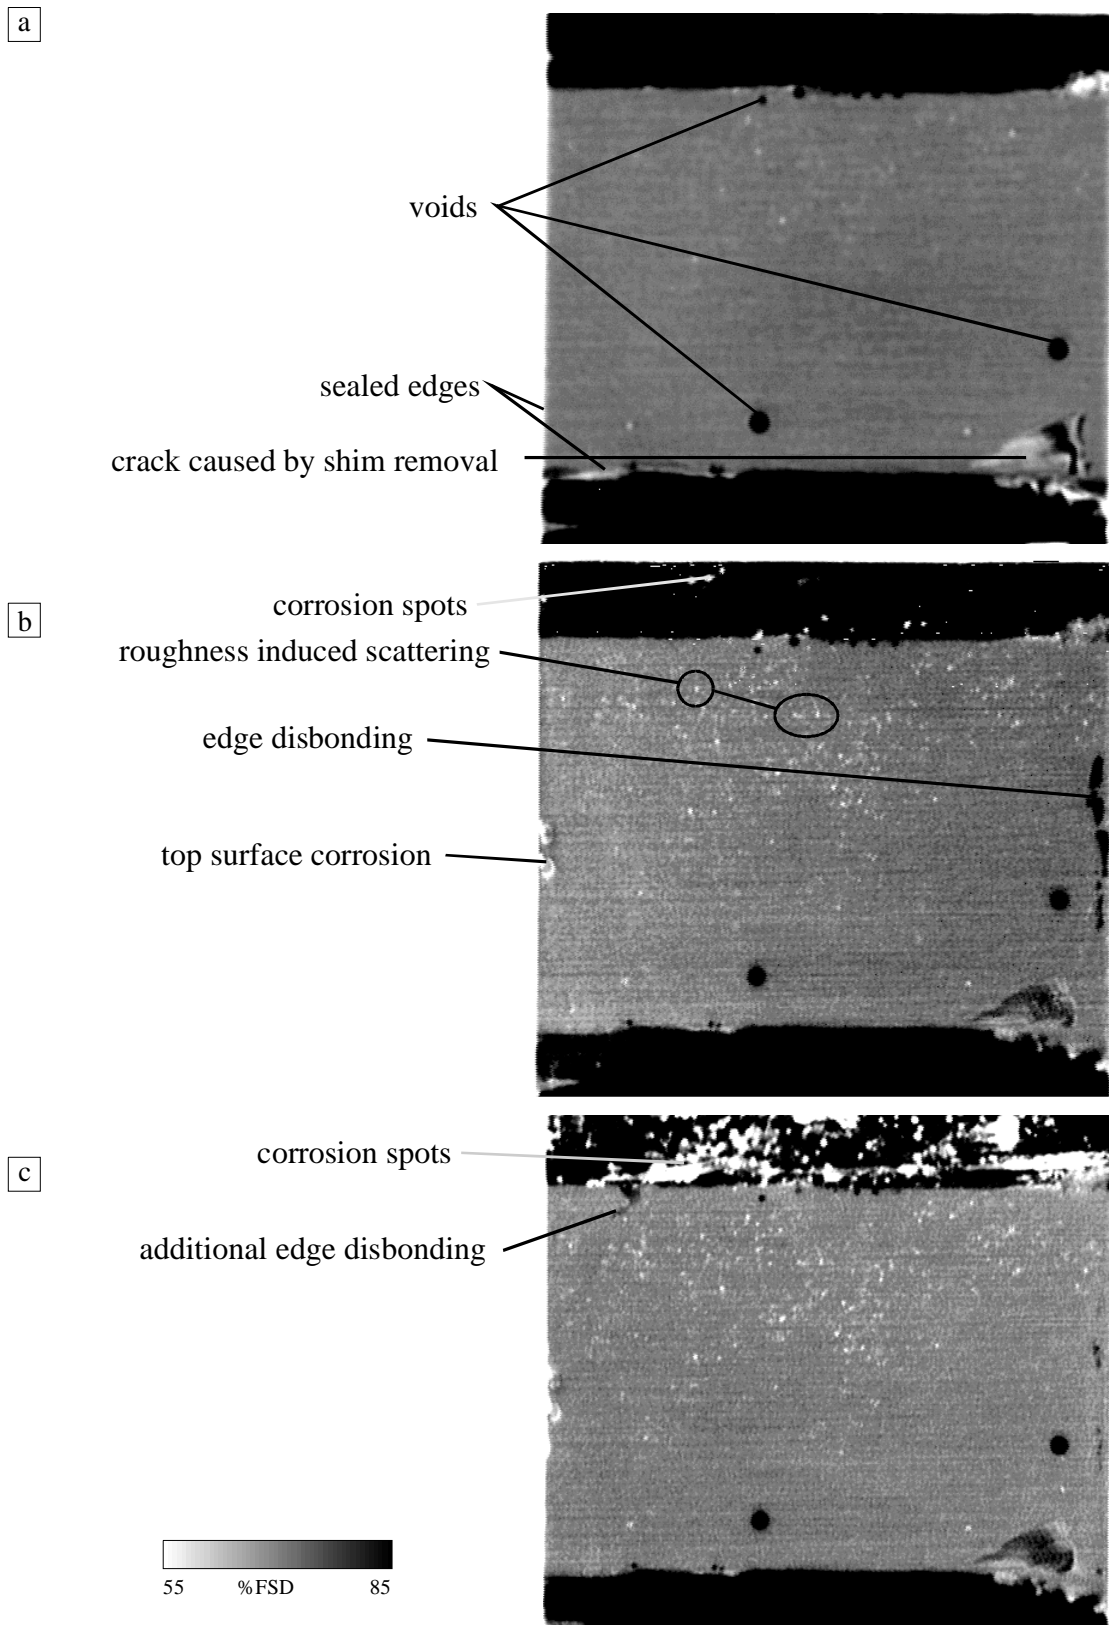 a
voids
sealed edges
crack caused by shim removal
corrosion spots
b
roughness induced scattering
edge disbonding
top surface corrosion
corrosion spots
c
additional edge disbonding
55 %FSD 85